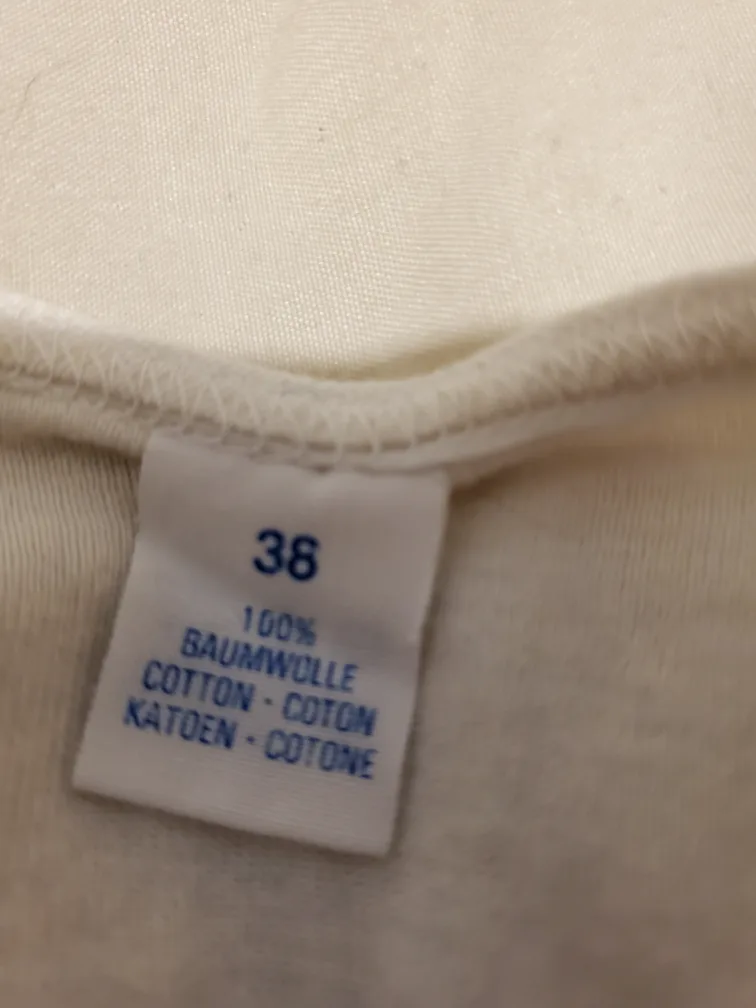 38
100%
BAUMWOLLE
COTTON - COTON
KATOEN - COTONE